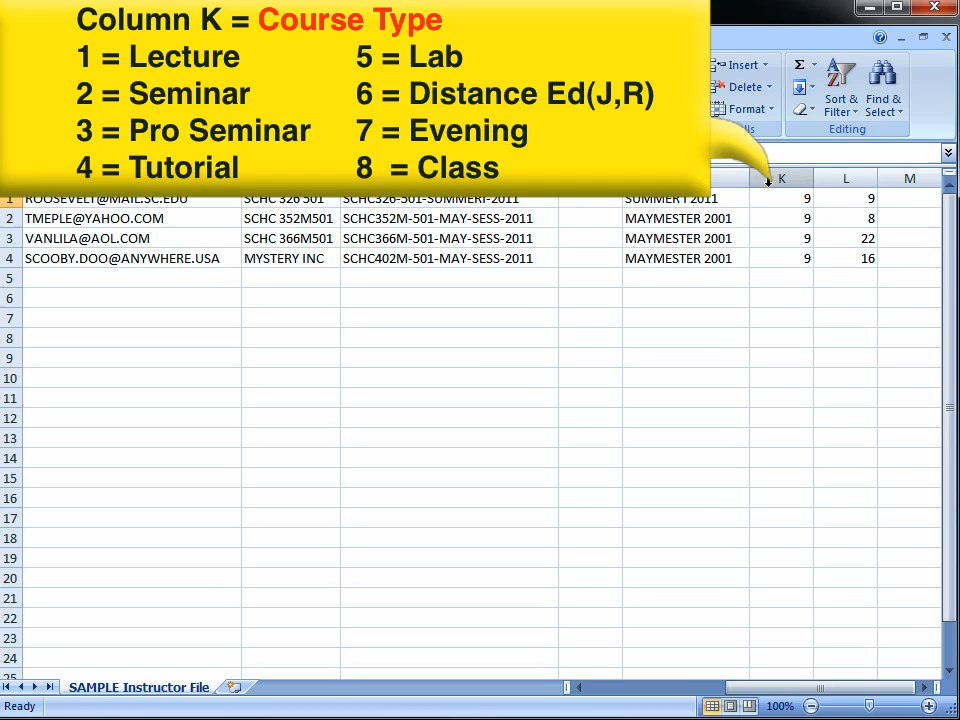 Column K = Course Type
1 = Lecture 5 = Lab
2 = Seminar 6 = Distance Ed(J,R)
3 = Pro Seminar 7 = Evening
4 = Tutorial 8 = Class
Insert
Delete
Format
Σ
Sort & Filter
Find & Select
Editing
K L M
1 ROOSEVELT@MAIL.SC.EDU SCHC 326 501 SCHC326-501-SUMMERI-2011 SUMMER I 2011 9 9
2 TMEPLE@YAHOO.COM SCHC 352M501 SCHC352M-501-MAY-SESS-2011 MAYMESTER 2001 9 8
3 VANLILA@AOL.COM SCHC 366M501 SCHC366M-501-MAY-SESS-2011 MAYMESTER 2001 9 22
4 SCOOBY.DOO@ANYWHERE.USA MYSTERY INC SCHC402M-501-MAY-SESS-2011 MAYMESTER 2001 9 16
5
6
7
8
9
10
11
12
13
14
15
16
17
18
19
20
21
22
23
24
25
SAMPLE Instructor File
Ready 100%